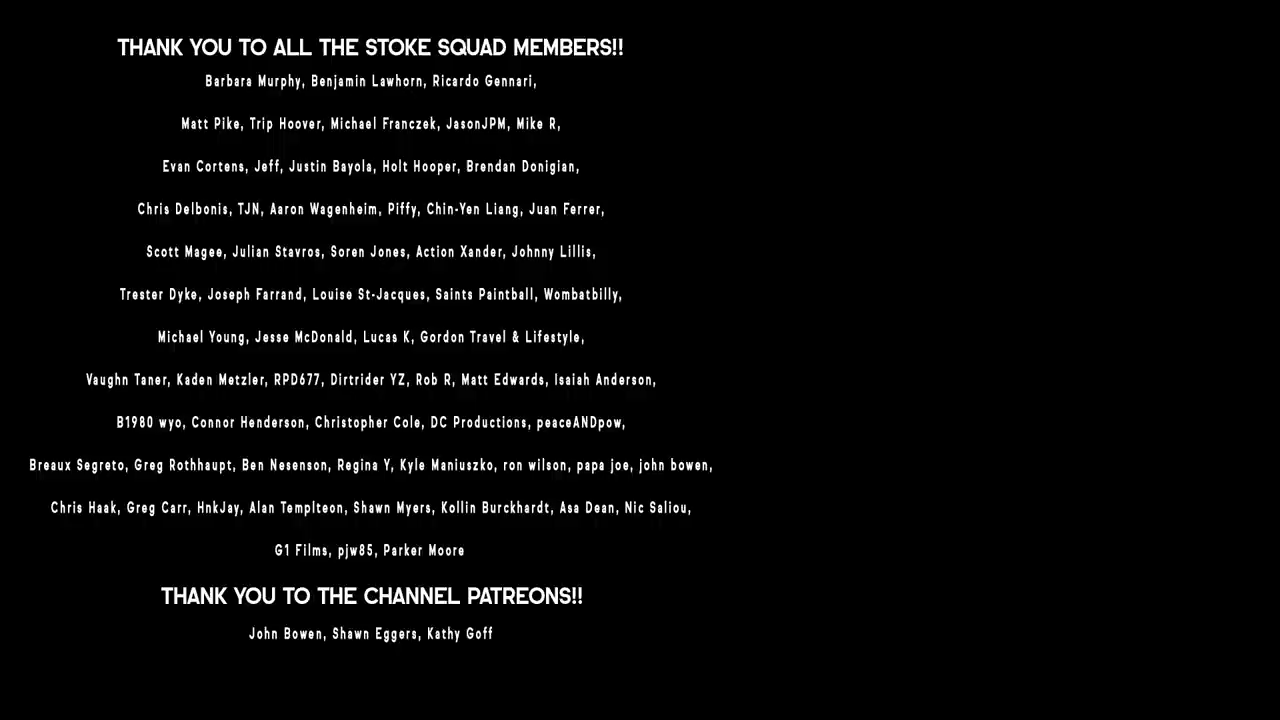 THANK YOU TO ALL THE STOKE SQUAD MEMBERS!!
Barbara Murphy, Benjamin Lawhorn, Ricardo Gennari,
Matt Pike, Trip Hoover, Michael Franczek, JasonJPM, Mike R,
Evan Cortens, Jeff, Justin Bayola, Holt Hooper, Brendan Donigian,
Chris Delbonis, TJN, Aaron Wagenheim, Piffy, Chin-Yen Liang, Juan Ferrer,
Scott Magee, Julian Stavros, Soren Jones, Action Xander, Johnny Lillis,
Trester Dyke, Joseph Farrand, Louise St-Jacques, Saints Paintball, Wombatbilly,
Michael Young, Jesse McDonald, Lucas K, Gordon Travel & Lifestyle,
Vaughn Taner, Kaden Metzler, RPD677, Dirtrider YZ, Rob R, Matt Edwards, Isaiah Anderson,
B1980 wyo, Connor Henderson, Christopher Cole, DC Productions, peaceANDpow,
Breaux Segreto, Greg Rothhaupt, Ben Nesenson, Regina Y, Kyle Maniuszko, ron wilson, papa joe, john bowen,
Chris Haak, Greg Carr, HnkJay, Alan Templteon, Shawn Myers, Kollin Burckhardt, Asa Dean, Nic Saliou,
G1 Films, pjw85, Parker Moore
THANK YOU TO THE CHANNEL PATREONS!!
John Bowen, Shawn Eggers, Kathy Goff